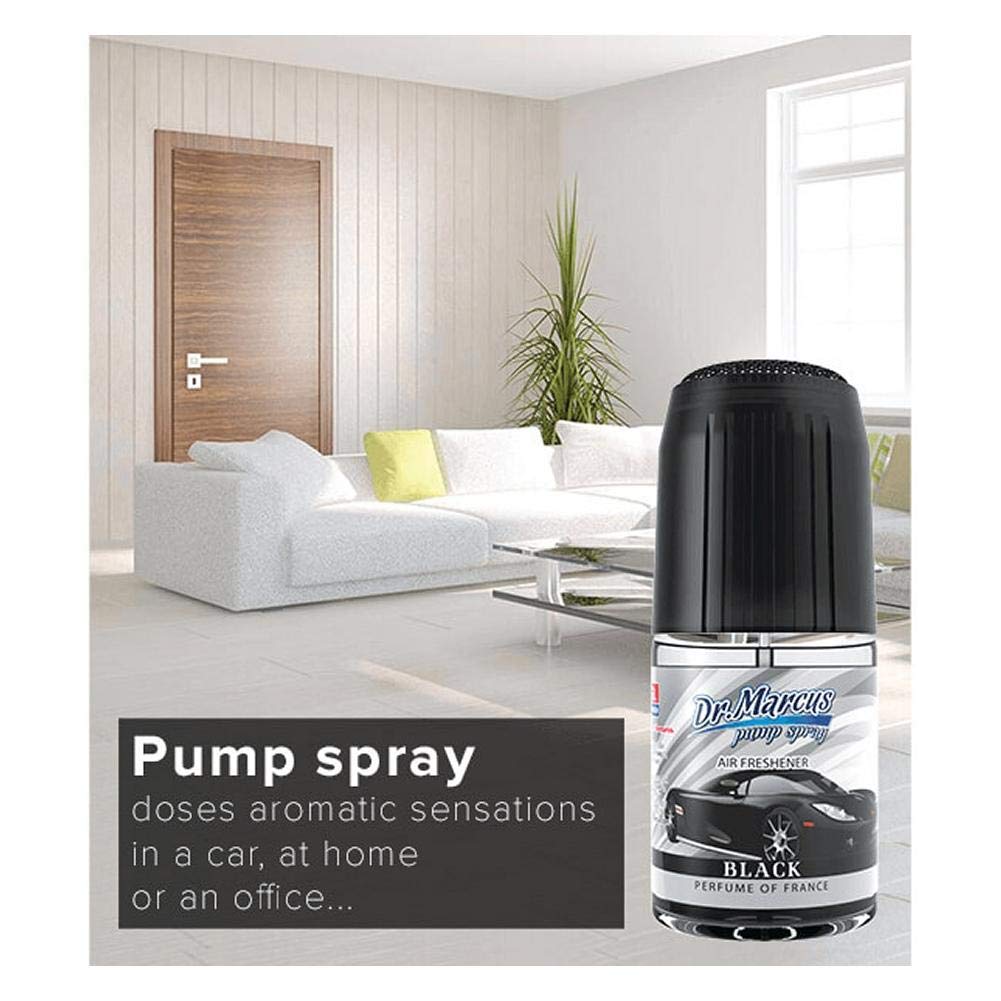 Pump spray
doses aromatic sensations
in a car, at home
or an office...
Dr.Marcus
pump spray
AIR FRESHENER
BLACK
PERFUME OF FRANCE